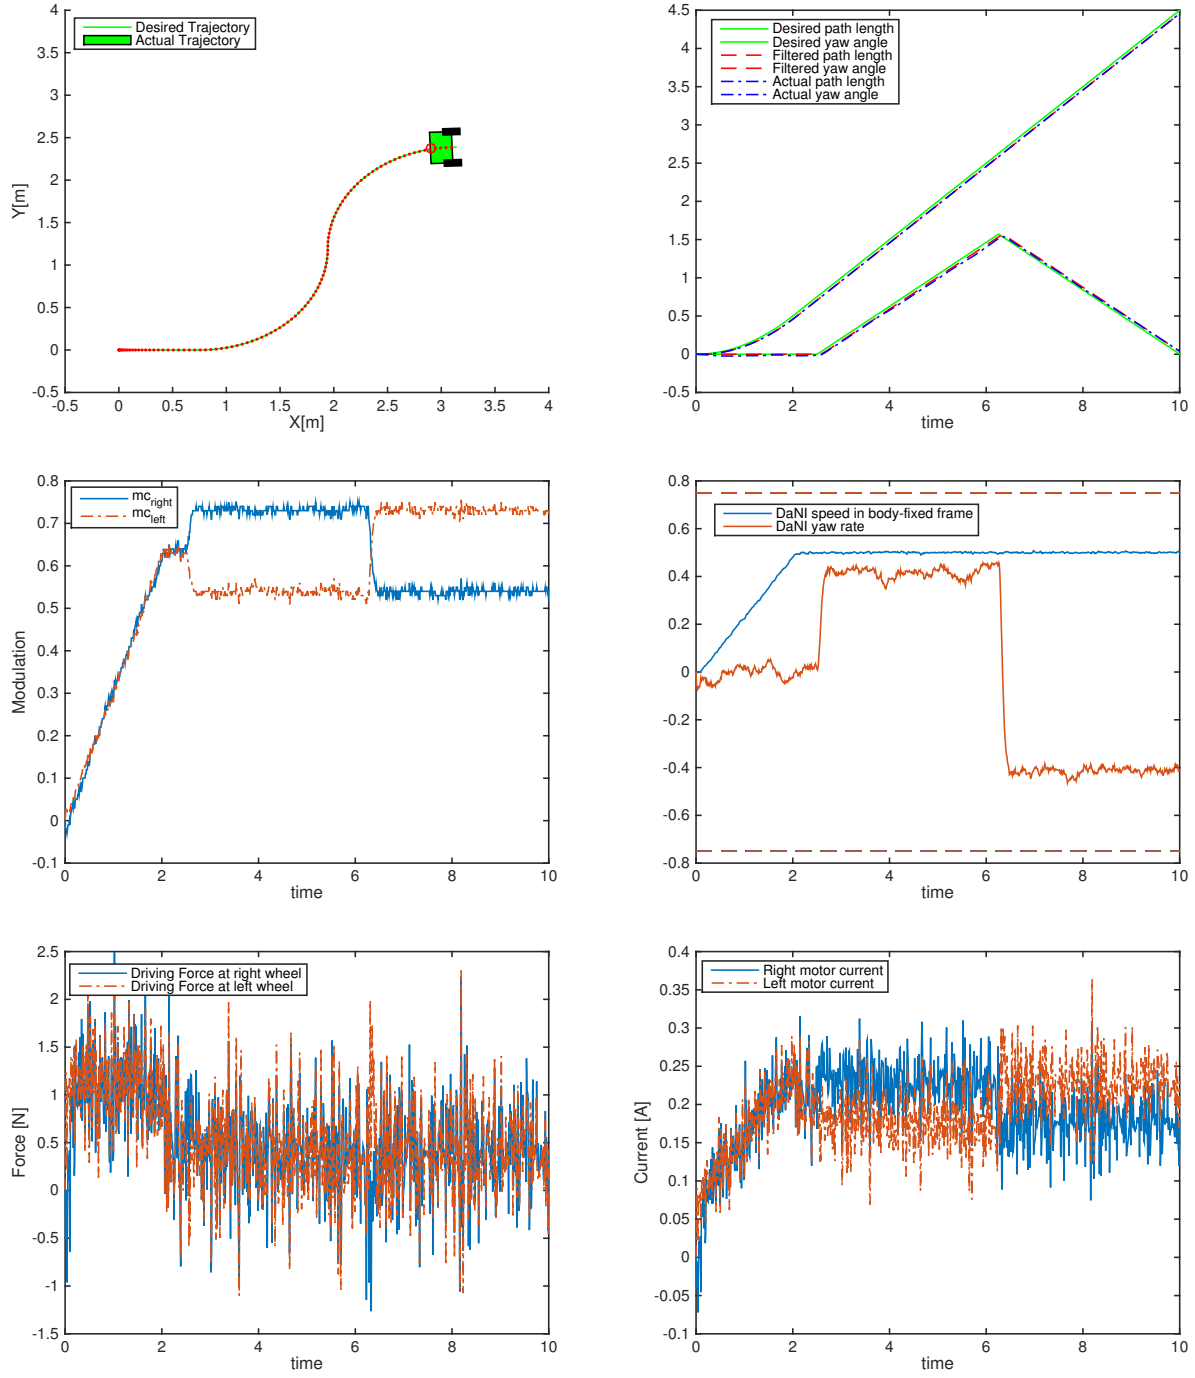 4
3.5
3
2.5
2
1.5
1
0.5
0
-0.5
Y[m]
Desired Trajectory
Actual Trajectory
-0.5 0 0.5 1 1.5 2 2.5 3 3.5 4
X[m]
4.5
4
3.5
3
2.5
2
1.5
1
0.5
0
-0.5
Desired path length
Desired yaw angle
Filtered path length
Filtered yaw angle
Actual path length
Actual yaw angle
0 2 4 6 8 10
time
0.8
0.7
0.6
0.5
0.4
0.3
0.2
0.1
0
-0.1
Modulation
mc_right
mc_left
0 2 4 6 8 10
time
0.8
0.6
0.4
0.2
0
-0.2
-0.4
-0.6
-0.8
DaNI speed in body-fixed frame
DaNI yaw rate
0 2 4 6 8 10
time
2.5
2
1.5
1
0.5
0
-0.5
-1
-1.5
Force [N]
Driving Force at right wheel
Driving Force at left wheel
0 2 4 6 8 10
time
0.4
0.35
0.3
0.25
0.2
0.15
0.1
0.05
0
-0.05
-0.1
Current [A]
Right motor current
Left motor current
0 2 4 6 8 10
time